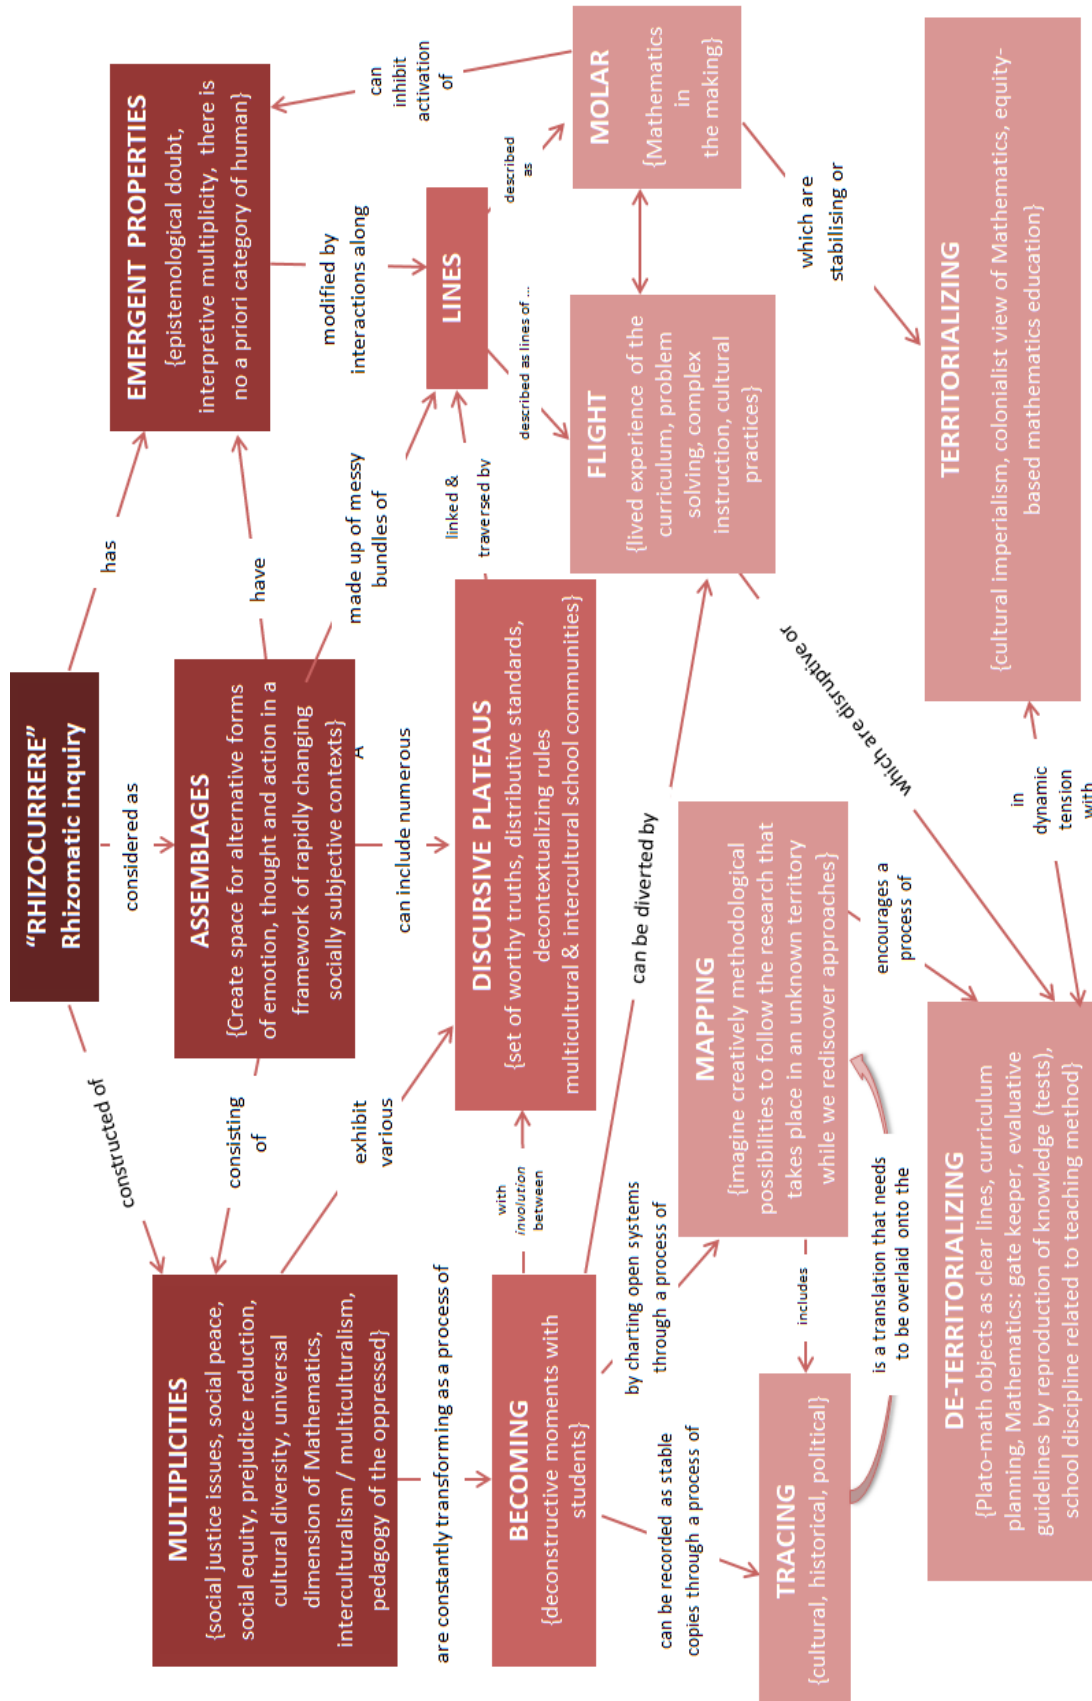 "RHIZOCURRERE"
Rhizomatic inquiry
constructed of
considered as
has
MULTIPLICITIES
{social justice issues, social peace,
social equity, prejudice reduction,
cultural diversity, universal
dimension of Mathematics,
interculturalism / multiculturalism,
pedagogy of the oppressed}
consisting
of
ASSEMBLAGES
{Create space for alternative forms
of emotion, thought and action in a
framework of rapidly changing
socially subjective contexts}
A
have
EMERGENT PROPERTIES
{epistemological doubt,
interpretive multiplicity, there is
no a priori category of human}
exhibit
various
can include numerous
made up of messy
bundles of
modified by
interactions along
can
inhibit
activation
of
are constantly transforming as a process of
BECOMING
{deconstructive moments with
students}
with
involution
between
DISCURSIVE PLATEAUS
{set of worthy truths, distributive standards,
decontextualizing rules
multicultural & intercultural school communities}
linked &
traversed by
LINES
described as lines of ...
described
as
can be recorded as stable
copies through a process of
by charting open systems
through a process of
can be diverted by
FLIGHT
{lived experience of the
curriculum, problem
solving, complex
instruction, cultural
practices}
MOLAR
{Mathematics
in
the making}
TRACING
{cultural, historical, political}
includes
MAPPING
{imagine creatively methodological
possibilities to follow the research that
takes place in an unknown territory
while we rediscover approaches}
is a translation that needs
to be overlaid onto the
encourages a
process of
which are disruptive or
which are
stabilising or
DE-TERRITORIALIZING
{Plato-math objects as clear lines, curriculum
planning, Mathematics: gate keeper, evaluative
guidelines by reproduction of knowledge (tests),
school discipline related to teaching method}
in
dynamic
tension
with
TERRITORIALIZING
{cultural imperialism, colonialist view of Mathematics, equity-
based mathematics education}